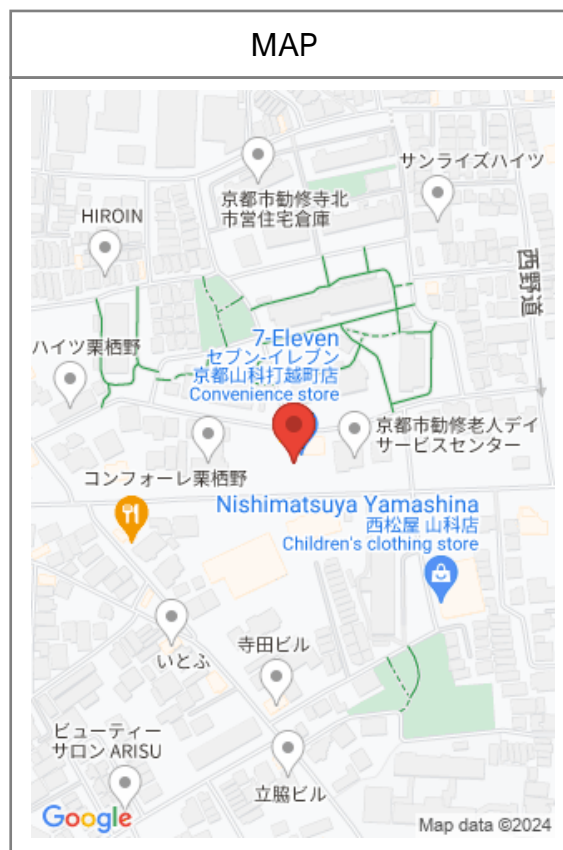 MAP
サンライズハイツ
京都市勧修寺北
市営住宅倉庫
HIROIN
西野道
7-Eleven
セブン-イレブン
京都山科打越町店
Convenience store
ハイツ栗栖野
京都市勧修老人デイ
サービスセンター
コンフォーレ栗栖野
Nishimatsuya Yamashina
西松屋 山科店
Children's clothing store
いとふ
寺田ビル
ビューティー
サロン ARISU
立脇ビル
Google
Map data ©2024